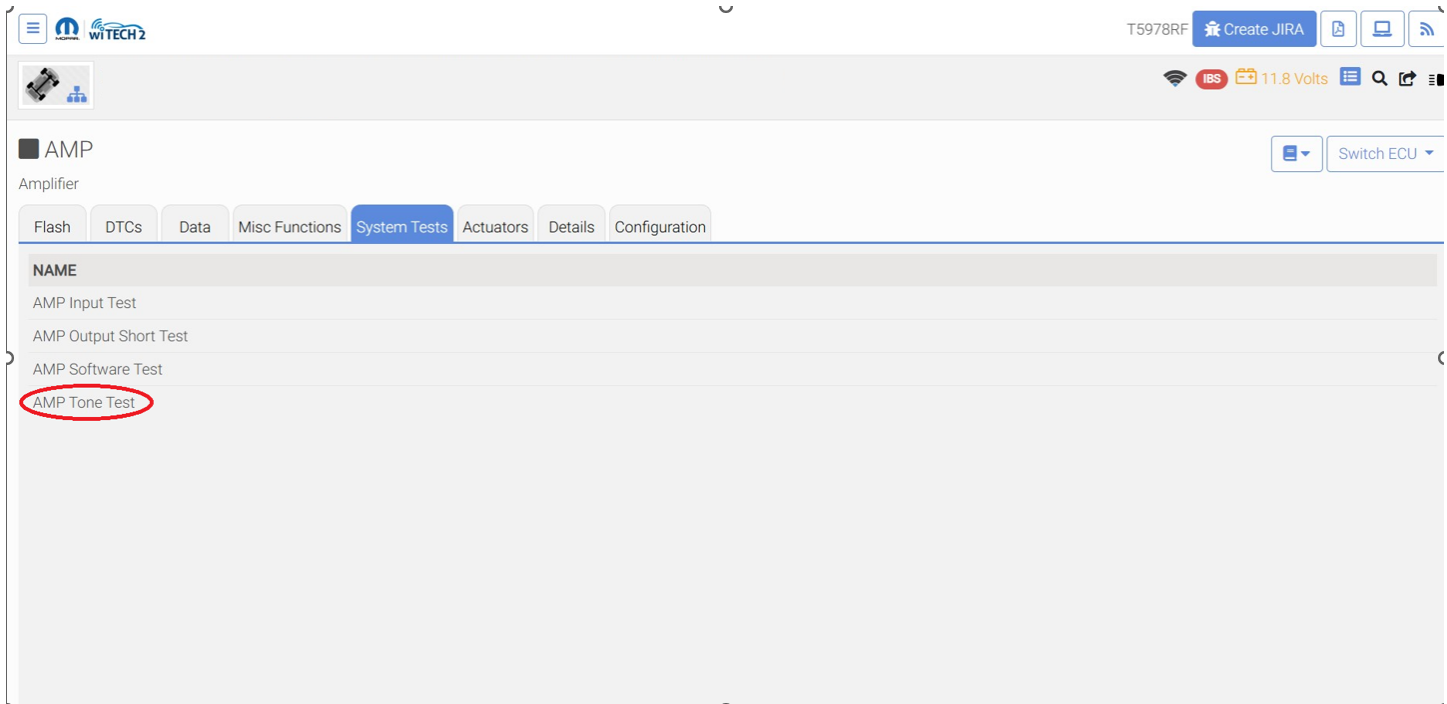 MOPAR. wiTECH 2 T5978RF Create JIRA
IBS 11.8 Volts
AMP
Switch ECU
Amplifier
Flash DTCs Data Misc Functions System Tests Actuators Details Configuration
NAME
AMP Input Test
AMP Output Short Test
AMP Software Test
AMP Tone Test